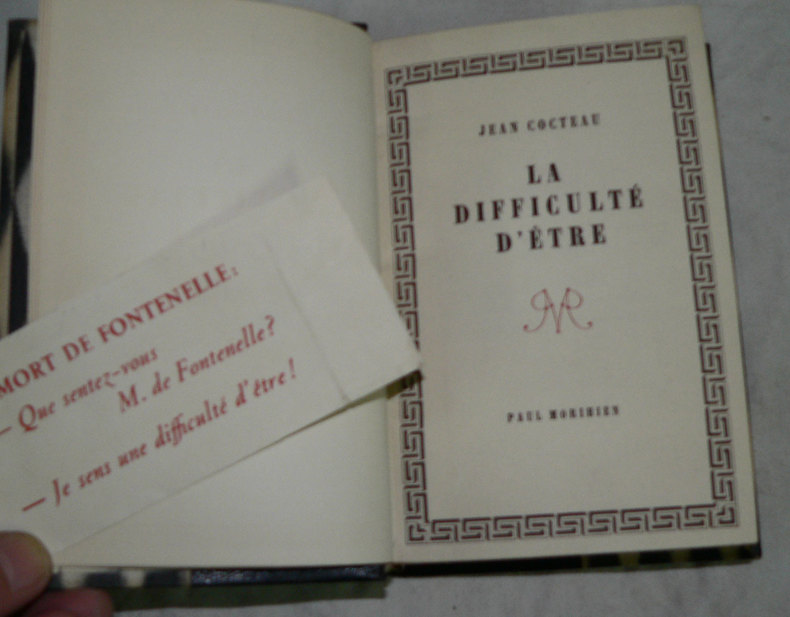 MORT DE FONTENELLE:
— Que sentez-vous
M. de Fontenelle?
— Je sens une difficulté d'être!
JEAN COCTEAU
LA
DIFFICULTÉ
D'ÊTRE
PAUL MORIHIEN